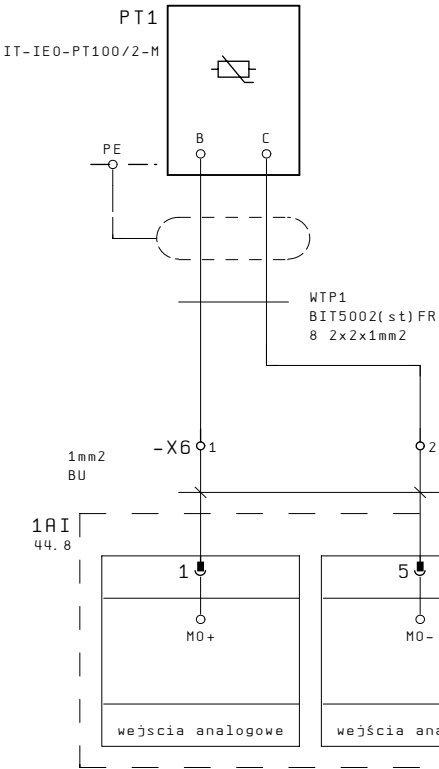 PT1
IT-IEO-PT100/2-M
B C
PE
WTP1
BIT5002(st)FR
8 2x2x1mm2
-X6 1 2
1mm2
BU
1AI
44.8
1 5
MO+ MO-
wejscia analogowe wejścia